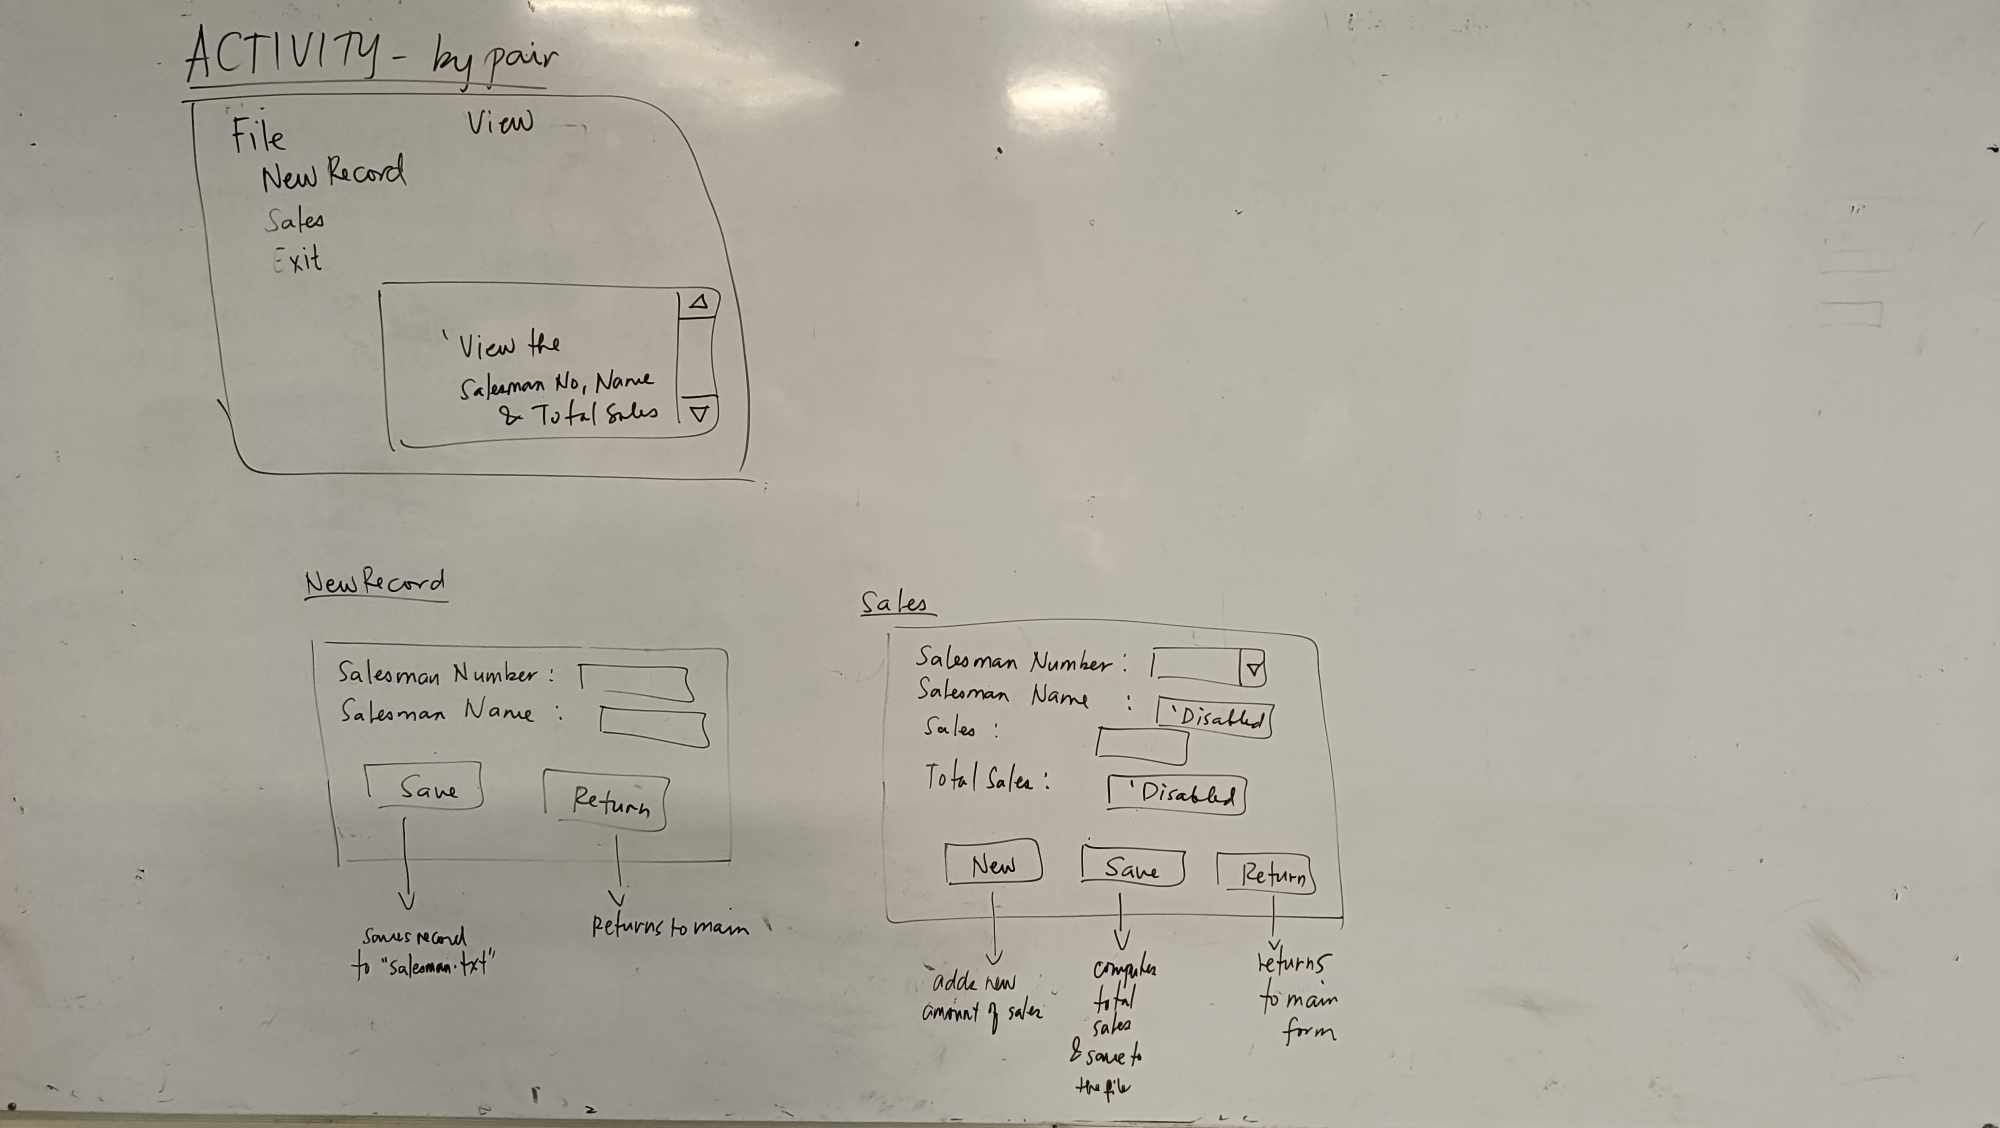 ACTIVITY - by pair
File
View
New Record
Sales
Exit
'View the
Salesman No, Name
& Total Sales
New Record
Salesman Number :
Salesman Name :
Save
Return
saves record
to "salesman.txt"
Returns to main
Sales
Salesman Number :
Salesman Name : 'Disabled
Sales :
Total Sales : 'Disabled
New
Save
Return
adds new
amount of sales
computes
total
sales
& save to
the file
returns
to main
form